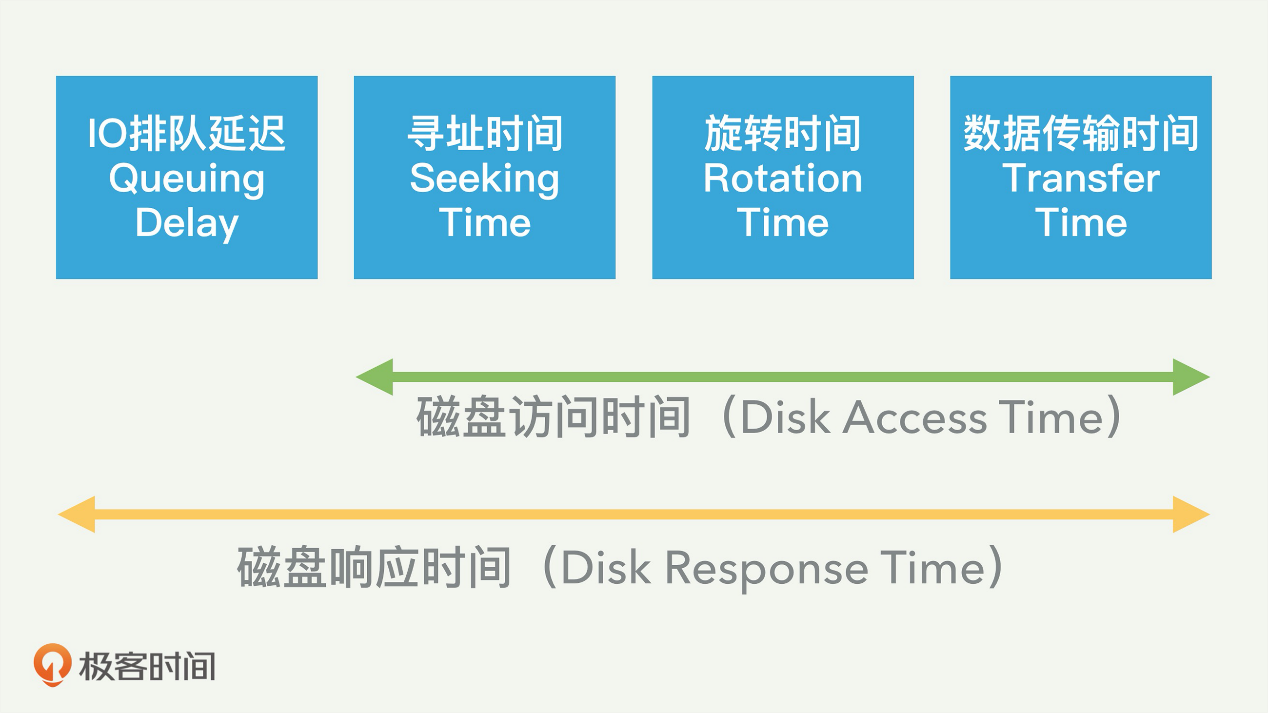 IO排队延迟
Queuing
Delay
寻址时间
Seeking
Time
旋转时间
Rotation
Time
数据传输时间
Transfer
Time
磁盘访问时间（Disk Access Time）
磁盘响应时间（Disk Response Time）
极客时间